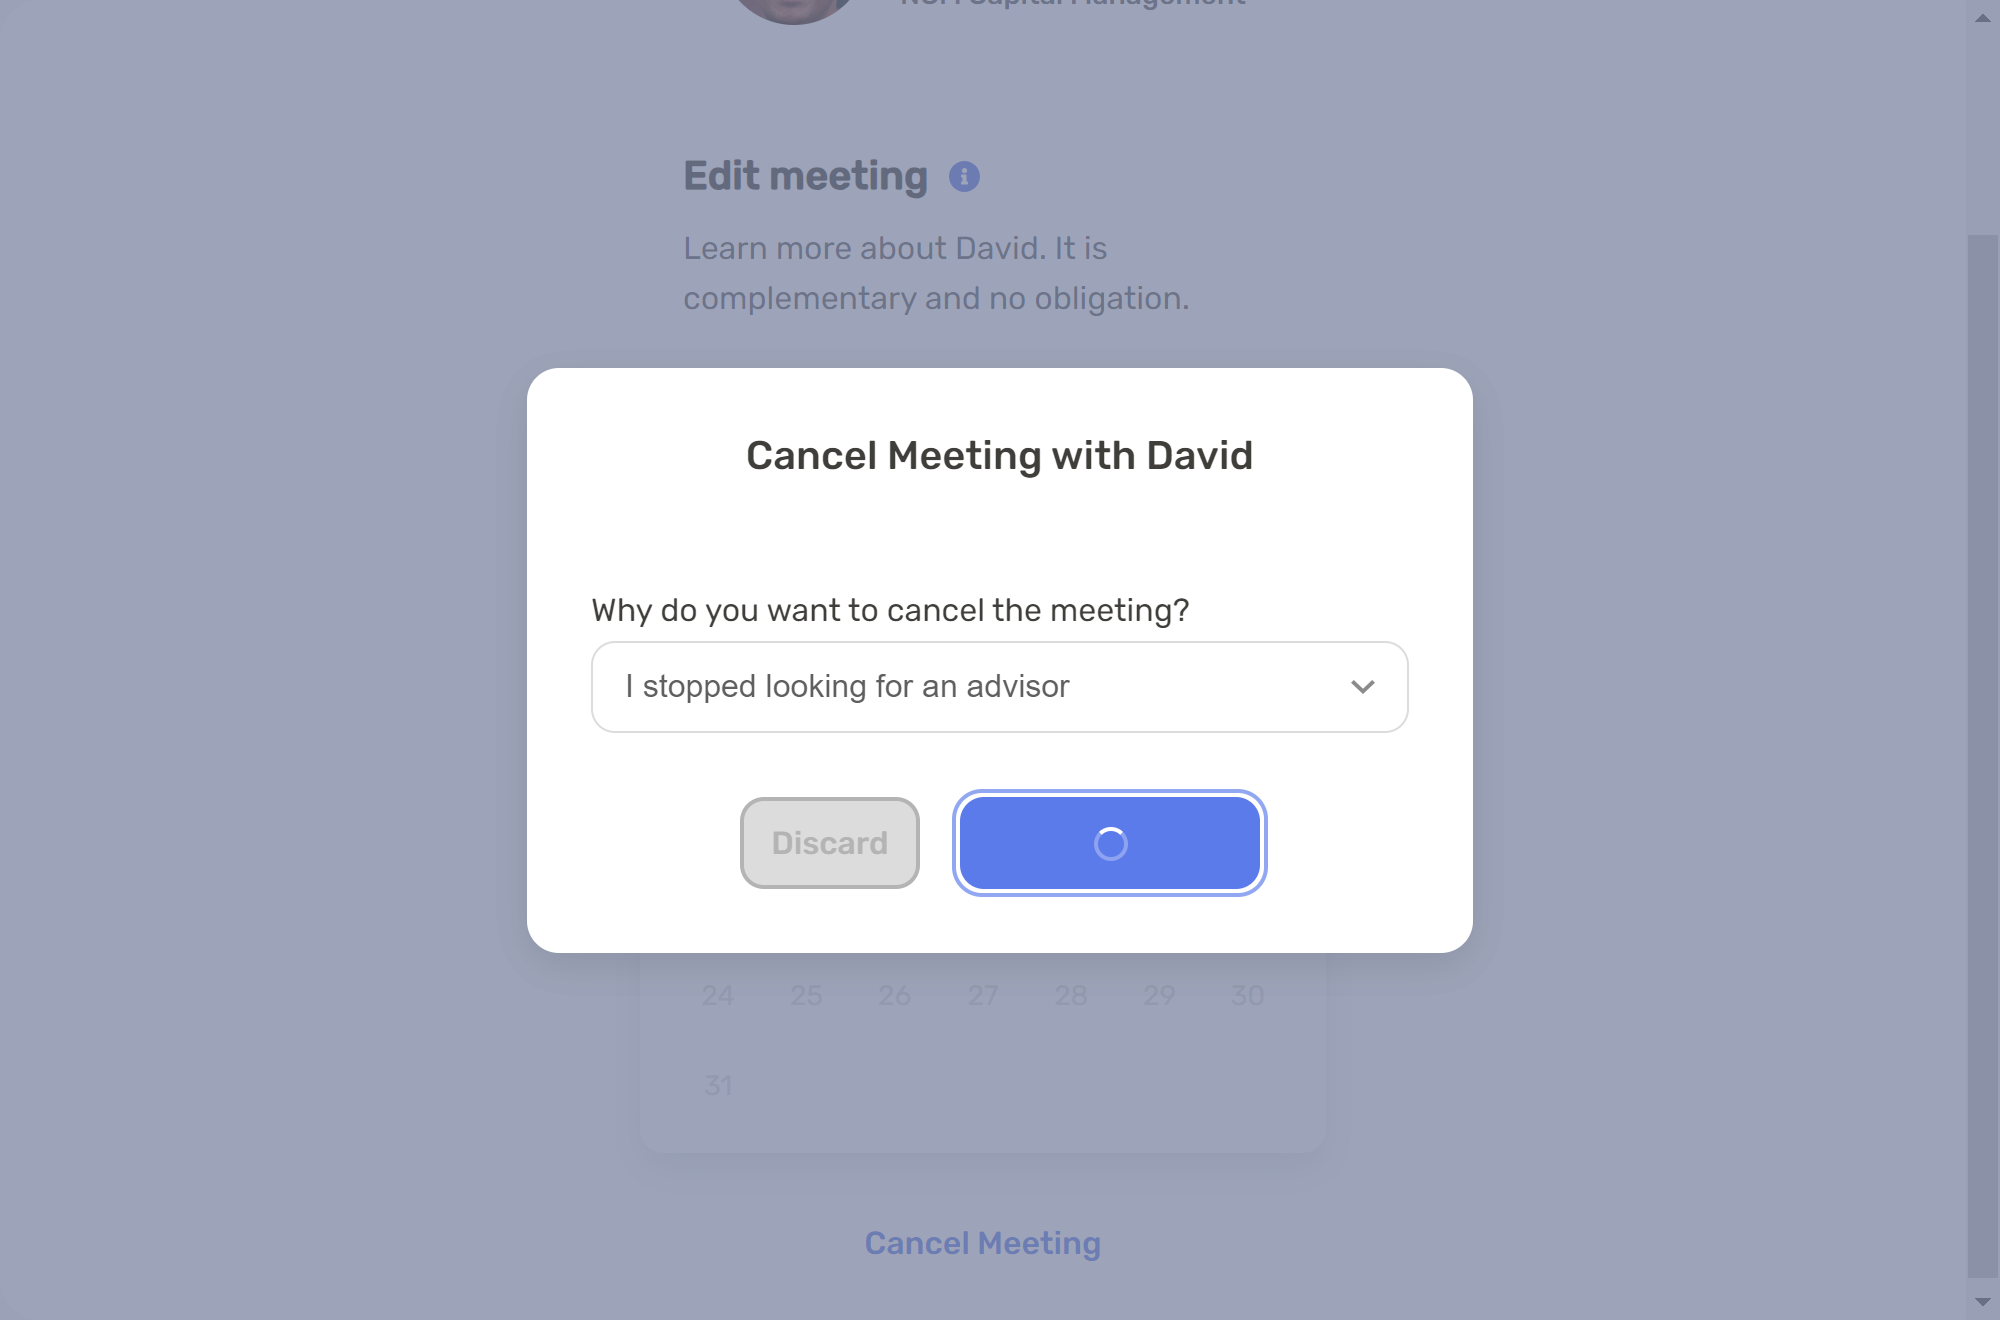 Capital Management
Edit meeting
Learn more about David. It is
complementary and no obligation.
Cancel Meeting with David
Why do you want to cancel the meeting?
I stopped looking for an advisor
Discard
24 25 26 27 28 29 30
31
Cancel Meeting